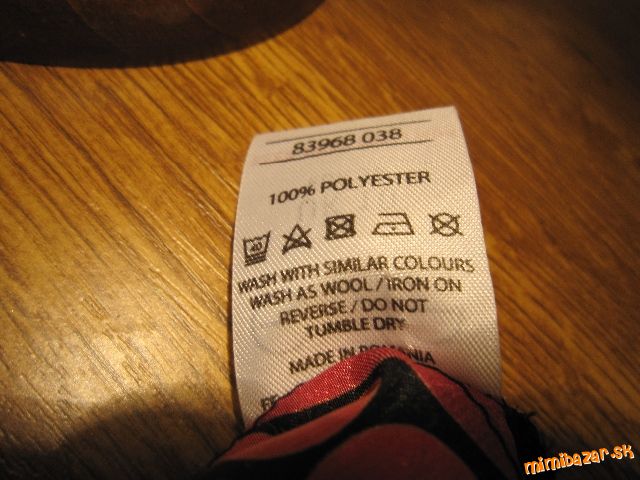 83968 038
100% POLYESTER
40
WASH WITH SIMILAR COLOURS
WASH AS WOOL / IRON ON
REVERSE / DO NOT
TUMBLE DRY
MADE IN ROMANIA
mimibazar.sk